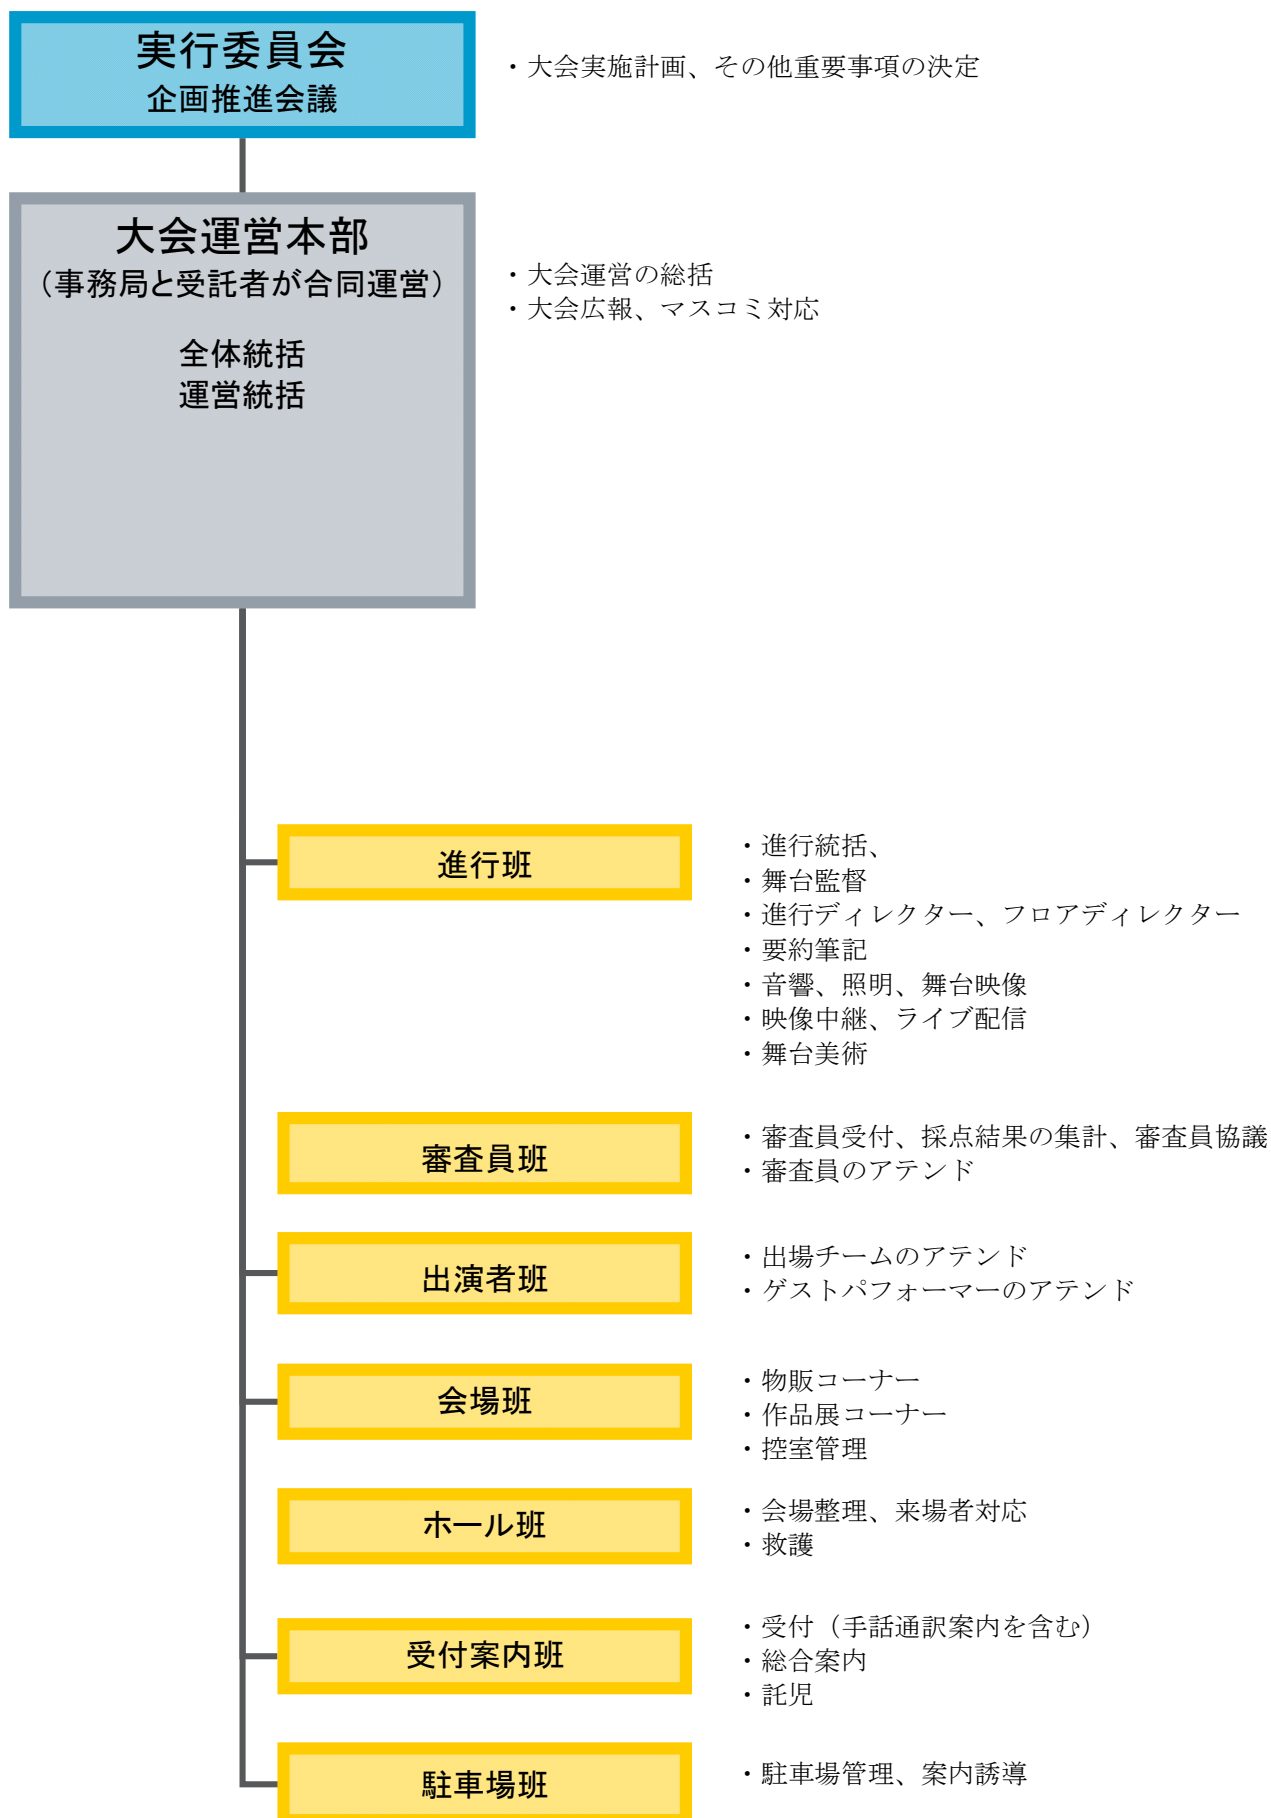 実行委員会
企画推進会議
・大会実施計画、その他重要事項の決定
大会運営本部
（事務局と受託者が合同運営）
全体統括
運営統括
・大会運営の総括
・大会広報、マスコミ対応
進行班
・進行統括、
・舞台監督
・進行ディレクター、フロアディレクター
・要約筆記
・音響、照明、舞台映像
・映像中継、ライブ配信
・舞台美術
審査員班
・審査員受付、採点結果の集計、審査員協議
・審査員のアテンド
出演者班
・出場チームのアテンド
・ゲストパフォーマーのアテンド
会場班
・物販コーナー
・作品展コーナー
・控室管理
ホール班
・会場整理、来場者対応
・救護
受付案内班
・受付（手話通訳案内を含む）
・総合案内
・託児
駐車場班
・駐車場管理、案内誘導